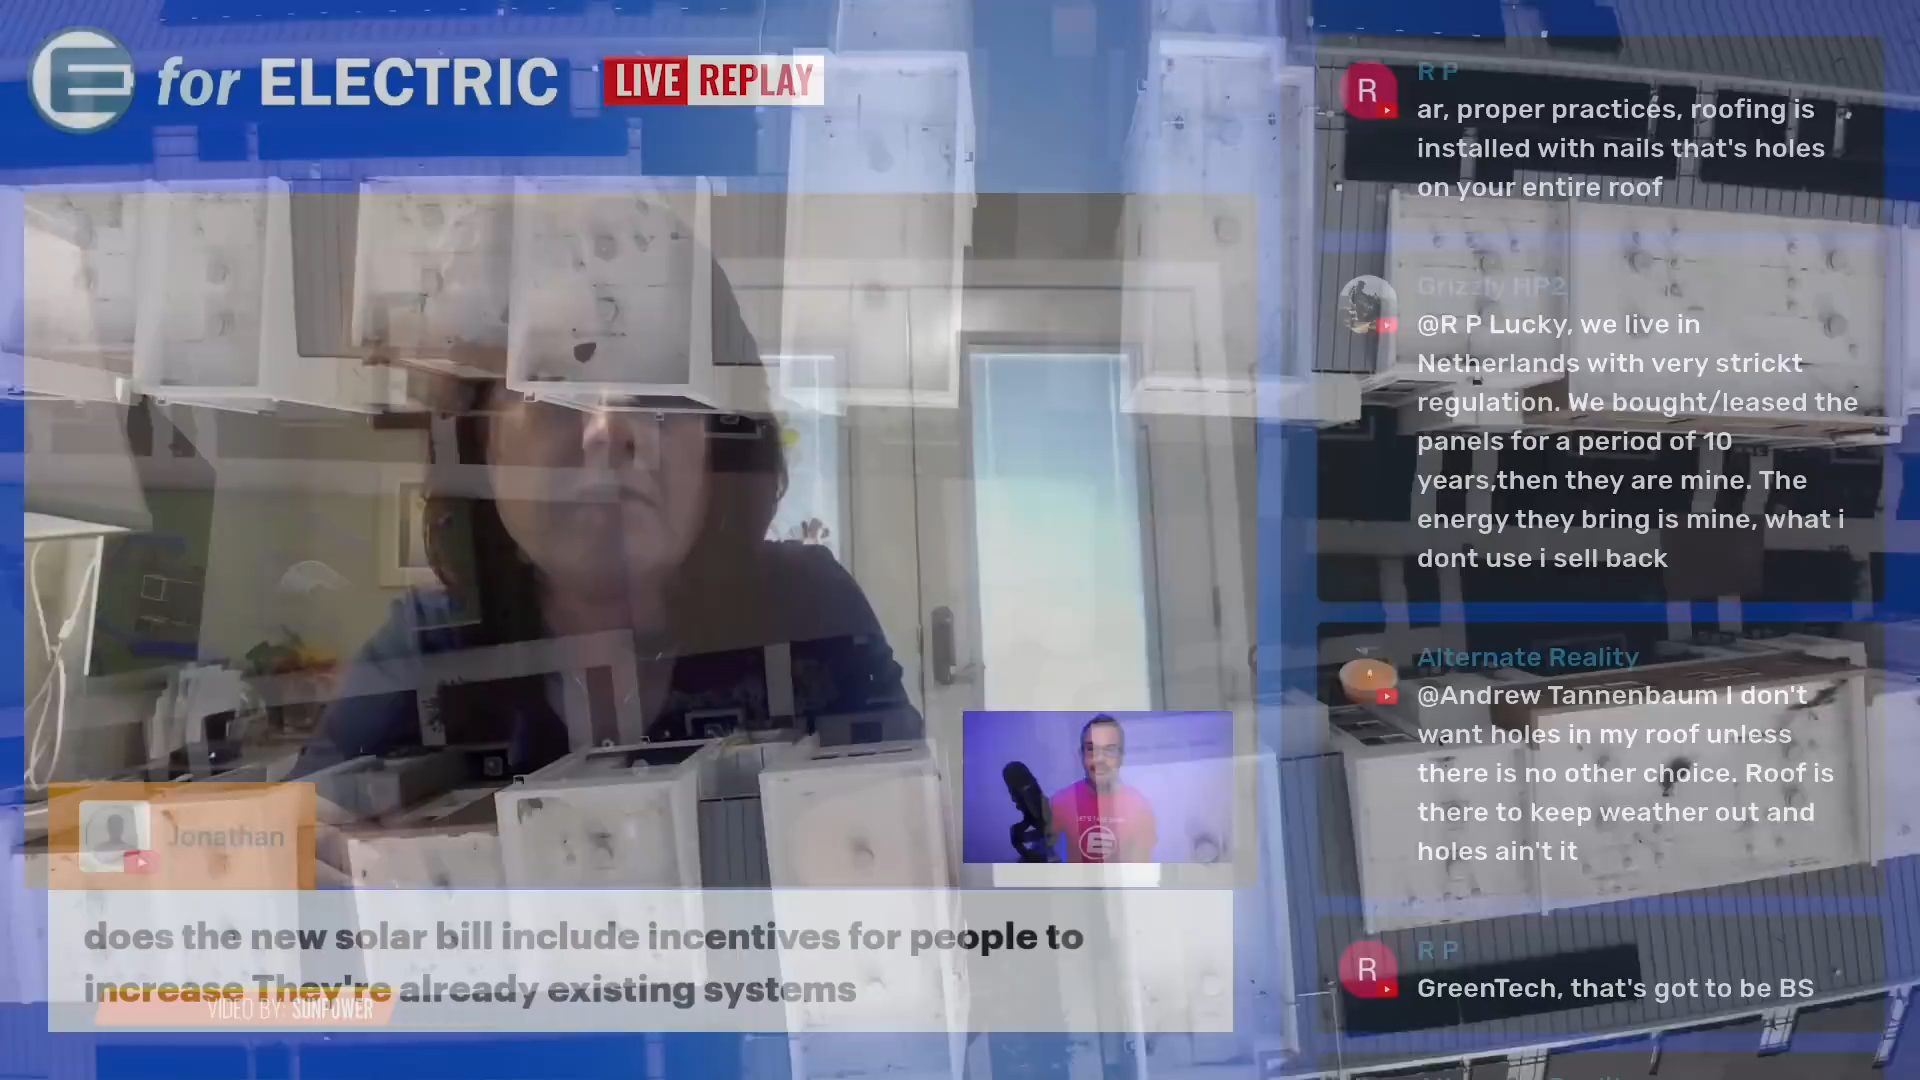 for ELECTRIC
LIVE REPLAY
R P
R
ar, proper practices, roofing is
installed with nails that's holes
on your entire roof
Grizzly RP2
@R P Lucky, we live in
Netherlands with very strickt
regulation. We bought/leased the
panels for a period of 10
years,then they are mine. The
energy they bring is mine, what i
dont use i sell back
Alternate Reality
@Andrew Tannenbaum I don't
want holes in my roof unless
there is no other choice. Roof is
there to keep weather out and
holes ain't it
R P
R
GreenTech, that's got to be BS
Jonathan
does the new solar bill include incentives for people to
increase They're already existing systems
VIDEO BY: SUNPOWER